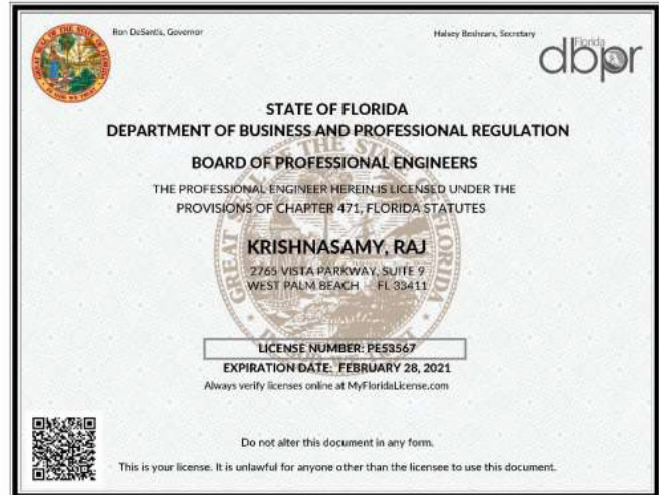 Ron DeSantis, Governor
Halsey Beshears, Secretary
Florida
dbpr
STATE OF FLORIDA
DEPARTMENT OF BUSINESS AND PROFESSIONAL REGULATION
BOARD OF PROFESSIONAL ENGINEERS
THE PROFESSIONAL ENGINEER HEREIN IS LICENSED UNDER THE
PROVISIONS OF CHAPTER 471, FLORIDA STATUTES
KRISHNASAMY, RAJ
2765 VISTA PARKWAY, SUITE 9
WEST PALM BEACH FL 33411
LICENSE NUMBER: PE53567
EXPIRATION DATE: FEBRUARY 28, 2021
Always verify licenses online at MyFloridaLicense.com
Do not alter this document in any form.
This is your license. It is unlawful for anyone other than the licensee to use this document.